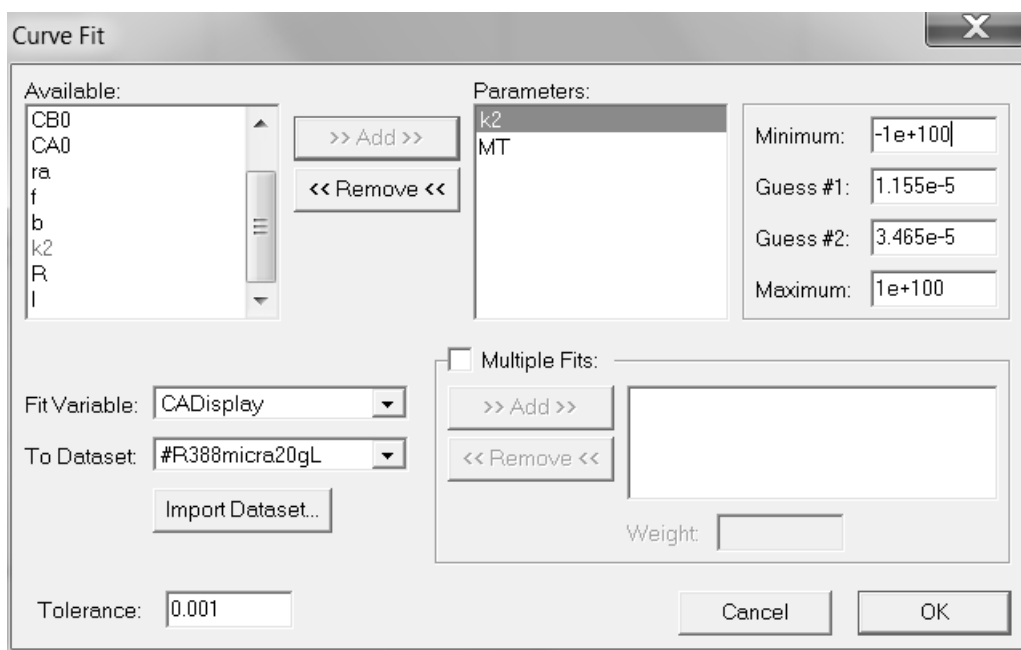 Curve Fit
X
Available:
CB0
CA0
ra
f
b
k2
R
l
>> Add >>
<< Remove <<
Parameters:
k2
MT
Minimum: -1e+100
Guess #1: 1.155e-5
Guess #2: 3.465e-5
Maximum: 1e+100
Fit Variable: CADisplay
To Dataset: #R388micra20gL
Import Dataset...
Multiple Fits:
>> Add >>
<< Remove <<
Weight:
Tolerance: 0.001
Cancel
OK